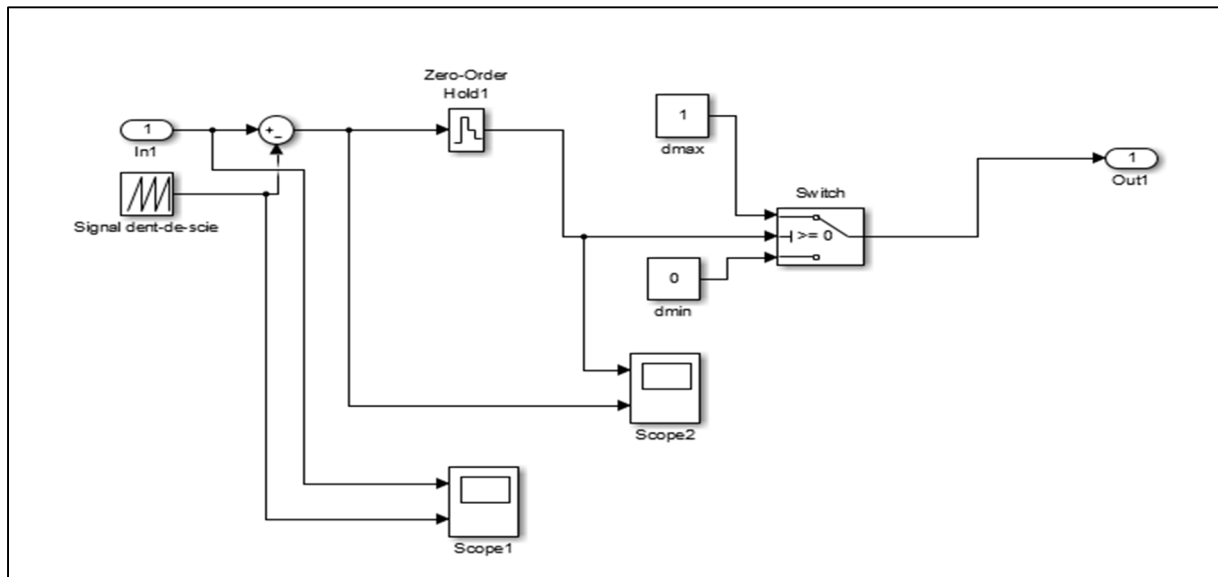 Zero-Order
Hold1
1
In1
+
-
Signal dent-de-scie
1
dmax
Switch
>= 0
0
dmin
1
Out1
Scope2
Scope1